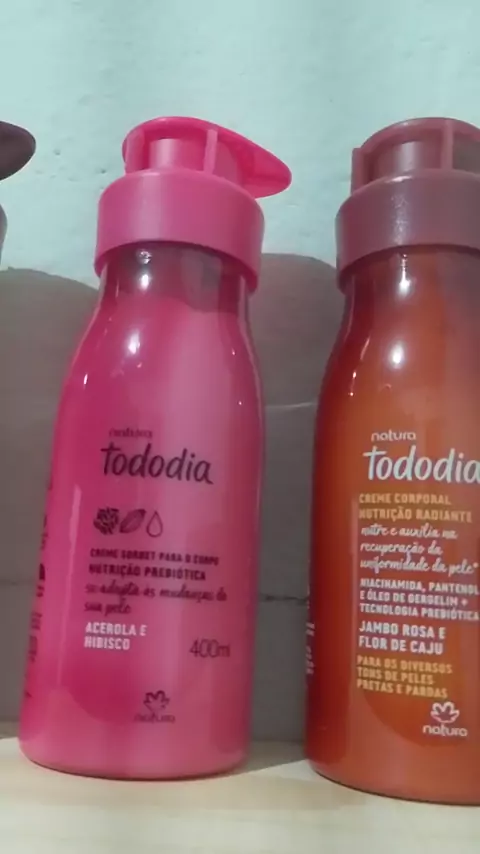 natura
tododia
CREME SORBET PARA O CORPO
NUTRIÇÃO PREBIÓTICA
se adapta às mudanças da
sua pele
ACEROLA E
HIBISCO
400ml
natura
natura
tododia
CREME CORPORAL
NUTRIÇÃO RADIANTE
nutre e auxilia na
recuperação da
uniformidade da pele*
NIACINAMIDA, PANTENOL
E ÓLEO DE GERGELIM +
TECNOLOGIA PREBIÓTICA
JAMBO ROSA E
FLOR DE CAJU
PARA OS DIVERSOS
TONS DE PELES
PRETAS E PARDAS
natura